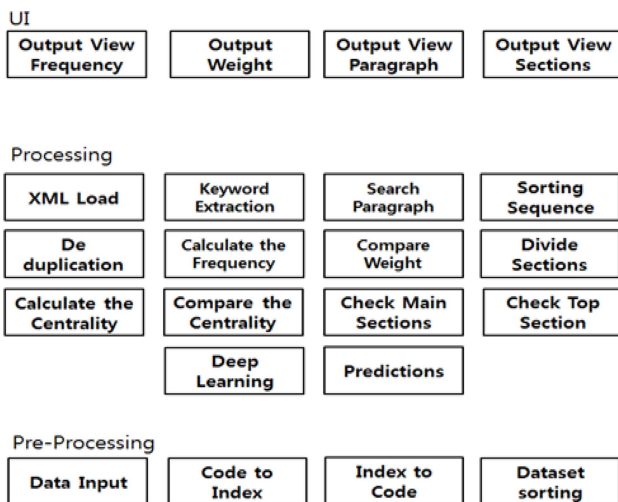 UI
Output View
Frequency
Output
Weight
Output View
Paragraph
Output View
Sections
Processing
XML Load
Keyword
Extraction
Search
Paragraph
Sorting
Sequence
De
duplication
Calculate the
Frequency
Compare
Weight
Divide
Sections
Calculate the
Centrality
Compare the
Centrality
Check Main
Sections
Check Top
Section
Deep
Learning
Predictions
Pre-Processing
Data Input
Code to
Index
Index to
Code
Dataset
sorting